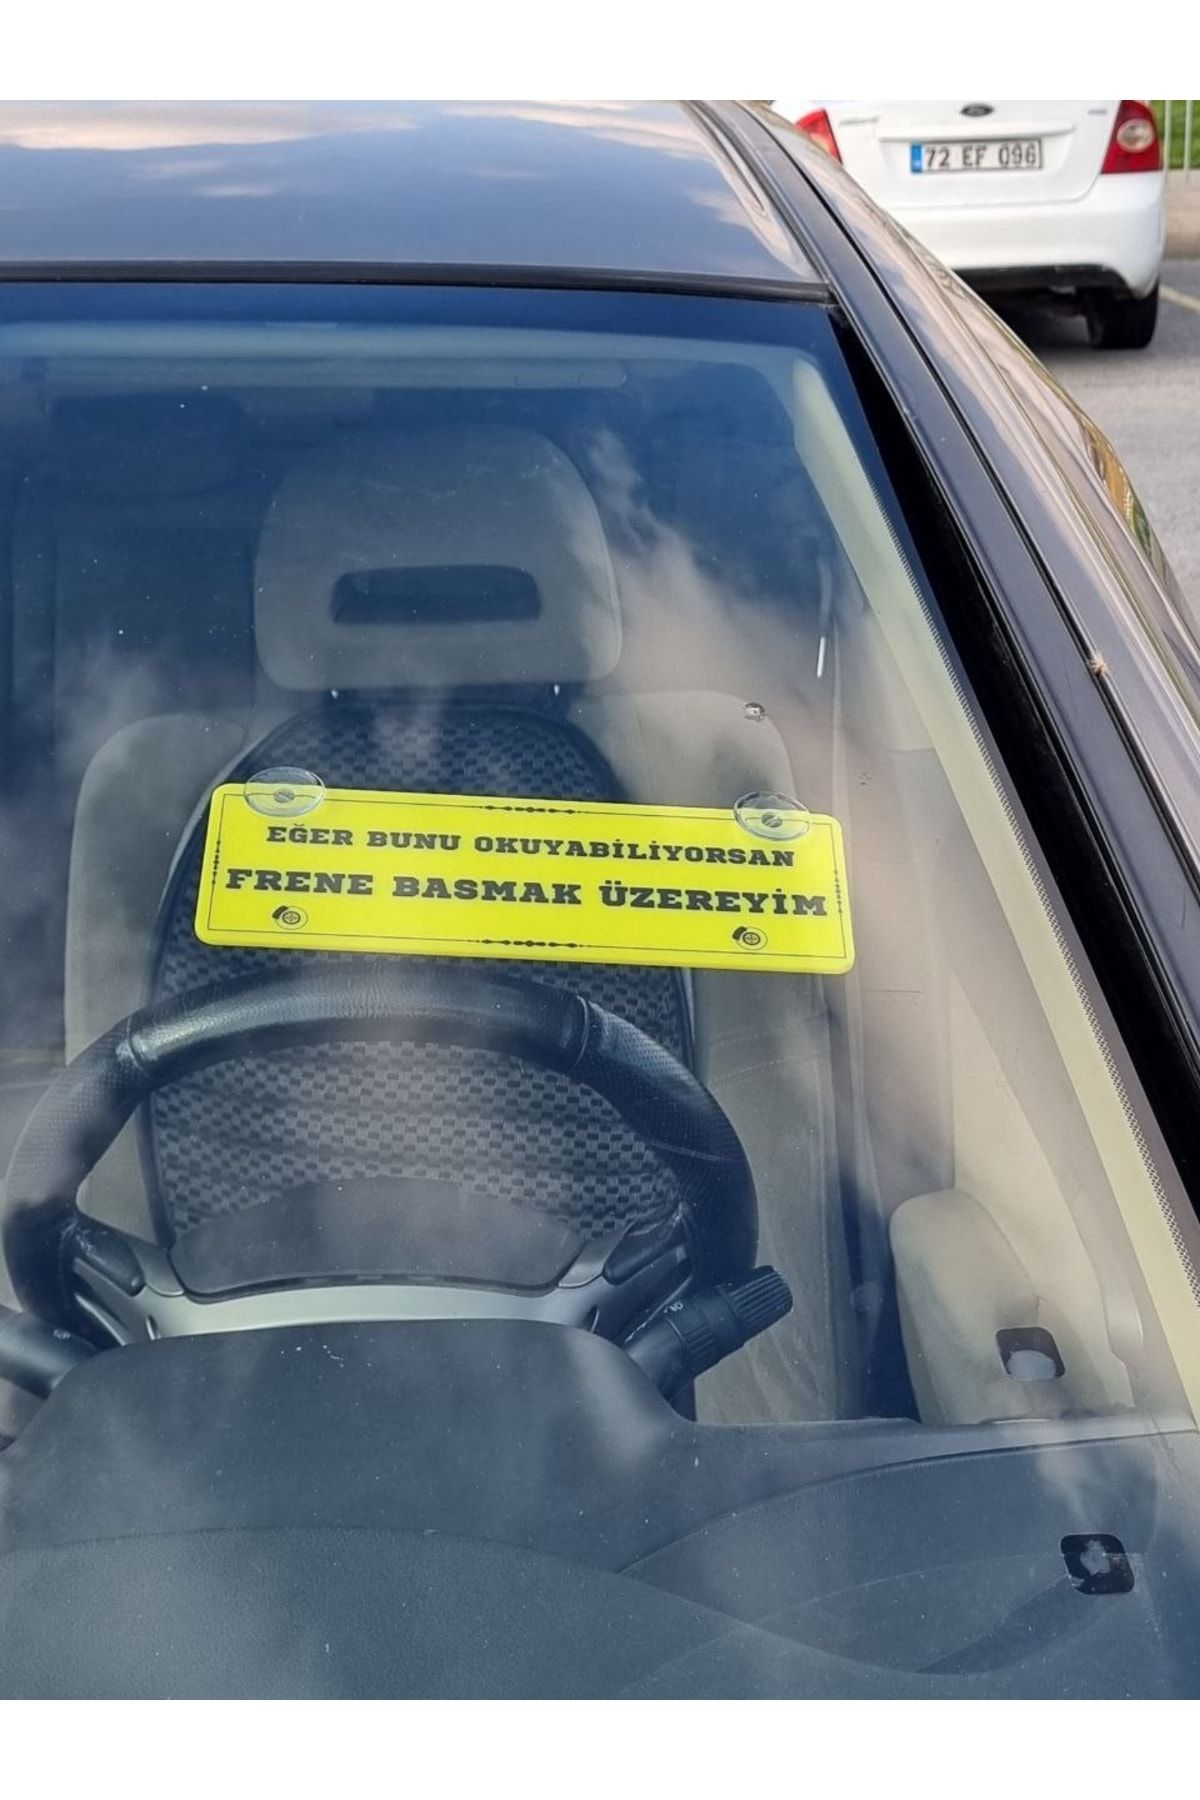 72 EF 096
EĞER BUNU OKUYABİLİYORSAN
FRENE BASMAK ÜZEREYİM